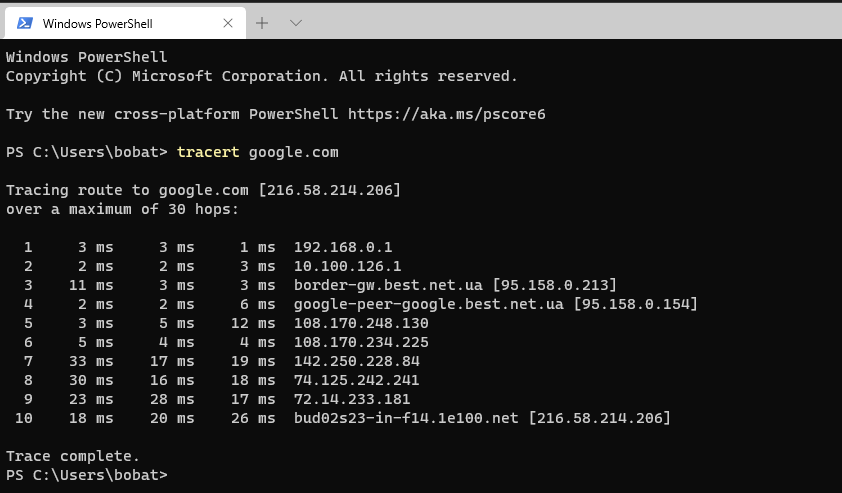 Windows PowerShell
Windows PowerShell
Copyright (C) Microsoft Corporation. All rights reserved.
Try the new cross-platform PowerShell https://aka.ms/pscore6
PS C:\Users\bobat> tracert google.com
Tracing route to google.com [216.58.214.206]
over a maximum of 30 hops:
1 3 ms 3 ms 1 ms 192.168.0.1
2 2 ms 2 ms 3 ms 10.100.126.1
3 11 ms 3 ms 3 ms border-gw.best.net.ua [95.158.0.213]
4 2 ms 2 ms 6 ms google-peer-google.best.net.ua [95.158.0.154]
5 3 ms 5 ms 12 ms 108.170.248.130
6 5 ms 4 ms 4 ms 108.170.234.225
7 33 ms 17 ms 19 ms 142.250.228.84
8 30 ms 16 ms 18 ms 74.125.242.241
9 23 ms 28 ms 17 ms 72.14.233.181
10 18 ms 20 ms 26 ms bud02s23-in-f14.1e100.net [216.58.214.206]
Trace complete.
PS C:\Users\bobat>